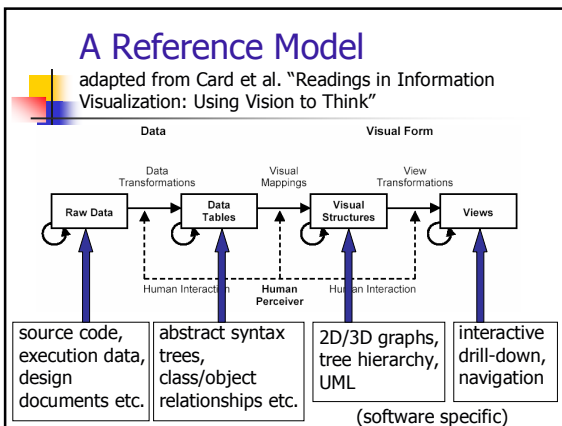 A Reference Model
adapted from Card et al. “Readings in Information
Visualization: Using Vision to Think”
Data
Visual Form
Data
Transformations
Visual
Mappings
View
Transformations
Raw Data
Data
Tables
Visual
Structures
Views
Human Interaction
Human
Perceiver
Human Interaction
source code,
execution data,
design
documents etc.
abstract syntax
trees,
class/object
relationships etc.
2D/3D graphs,
tree hierarchy,
UML
interactive
drill-down,
navigation
(software specific)